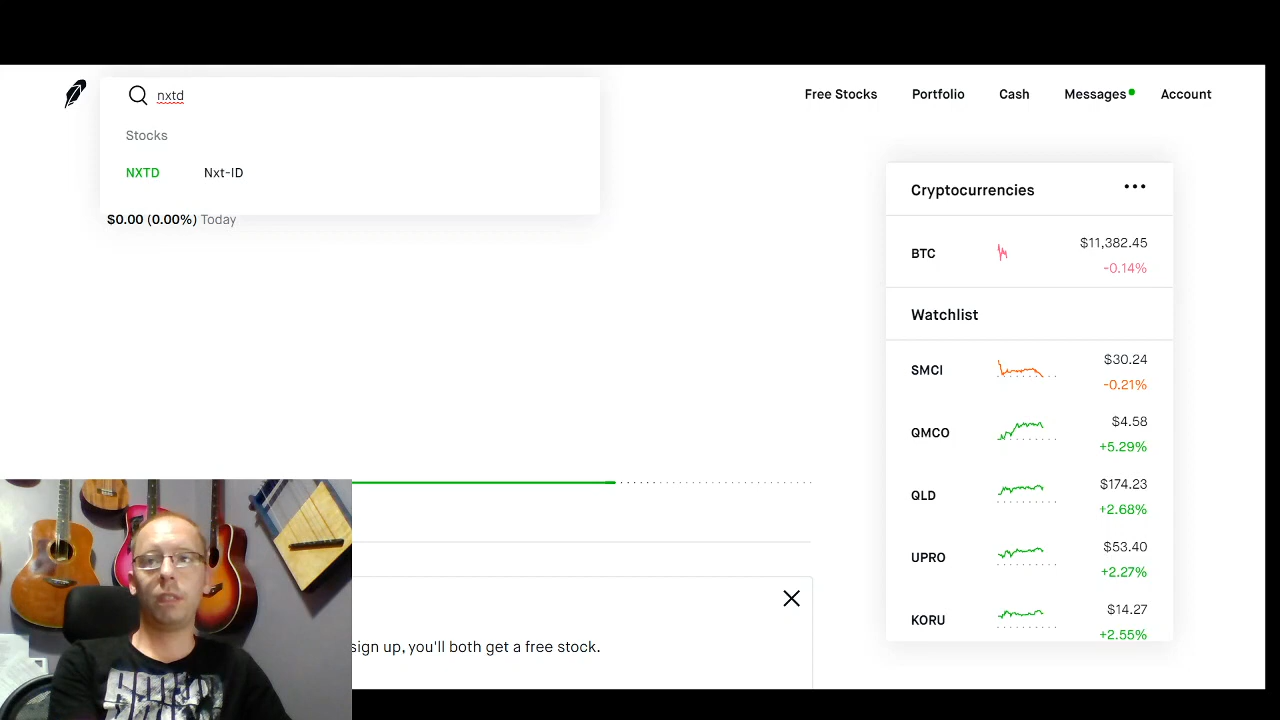 nxtd
Free Stocks Portfolio Cash Messages Account
Stocks
NXTD Nxt-ID
$0.00 (0.00%) Today
Cryptocurrencies
BTC $11,382.45
-0.14%
Watchlist
SMCI $30.24
-0.21%
QMCO $4.58
+5.29%
QLD $174.23
+2.68%
UPRO $53.40
+2.27%
KORU $14.27
+2.55%
sign up, you'll both get a free stock.